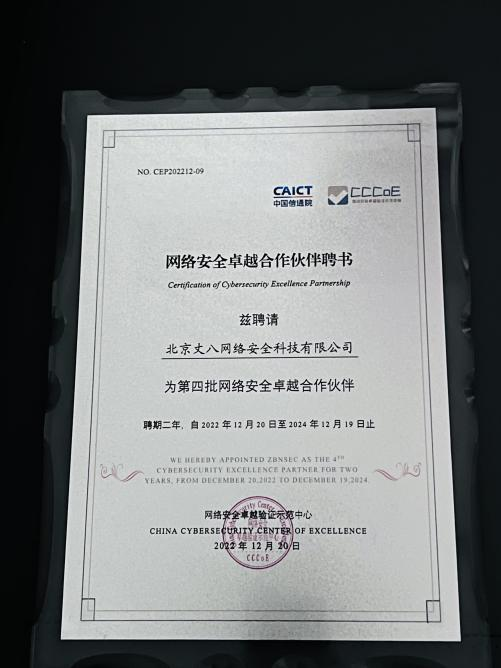 NO. CEP202212-09
CAICT
中国信通院
CCCoE
网络安全卓越合作伙伴聘书
Certification of Cybersecurity Excellence Partnership
兹聘请
北京丈八网络安全科技有限公司
为第四批网络安全卓越合作伙伴
聘期二年，自 2022 年 12 月 20 日至 2024 年 12 月 19 日止
WE HEREBY APPOINTED ZBNSEC AS THE 4TH
CYBERSECURITY EXCELLENCE PARTNER FOR TWO
YEARS, FROM DECEMBER 20,2022 TO DECEMBER 19,2024.
网络安全卓越验证示范中心
CHINA CYBERSECURITY CENTER OF EXCELLENCE
2022 年 12 月 20 日
CCCoE